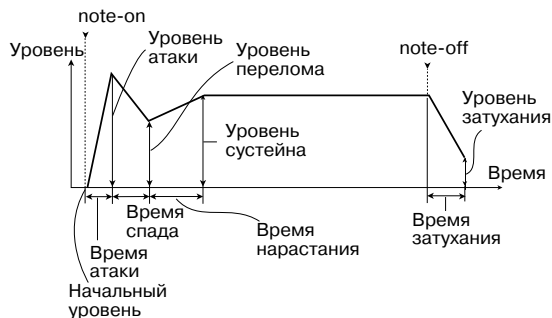 note-on
Уровень
атаки
Уровень
перелома
note-off
Уровень
Уровень
затухания
Уровень
сустейна
Время
Время
спада
Время
нарастания
Время
затухания
Время
атаки
Начальный
уровень